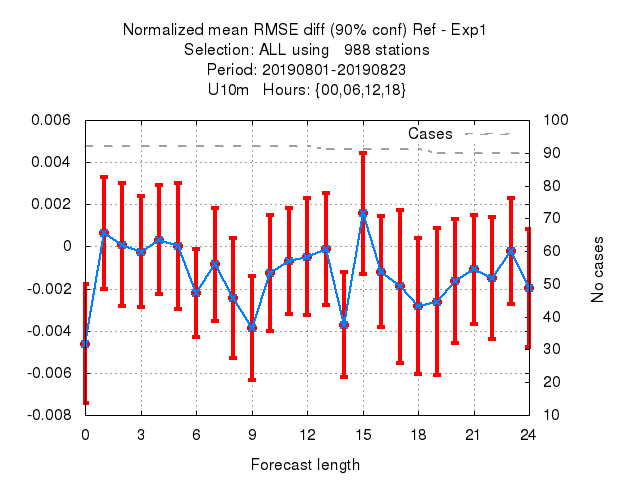 Normalized mean RMSE diff (90% conf) Ref - Exp1
Selection: ALL using   988 stations
Period: 20190801-20190823
U10m   Hours: {00,06,12,18}
Cases
0.006
0.004
0.002
0
-0.002
-0.004
-0.006
-0.008
100
90
80
70
60
50
40
30
20
10
No cases
0 3 6 9 12 15 18 21 24
Forecast length